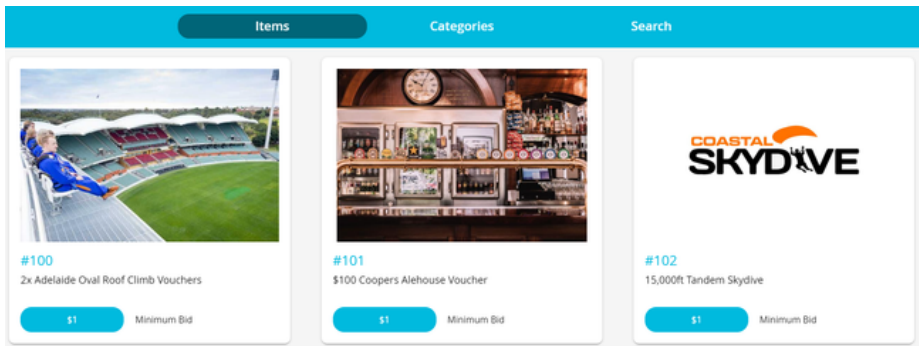 Items
Categories
Search
COASTAL
SKYDIVE
#100
2x Adelaide Oval Roof Climb Vouchers
$1
Minimum Bid
#101
$100 Coopers Alehouse Voucher
$1
Minimum Bid
#102
15,000ft Tandem Skydive
$1
Minimum Bid